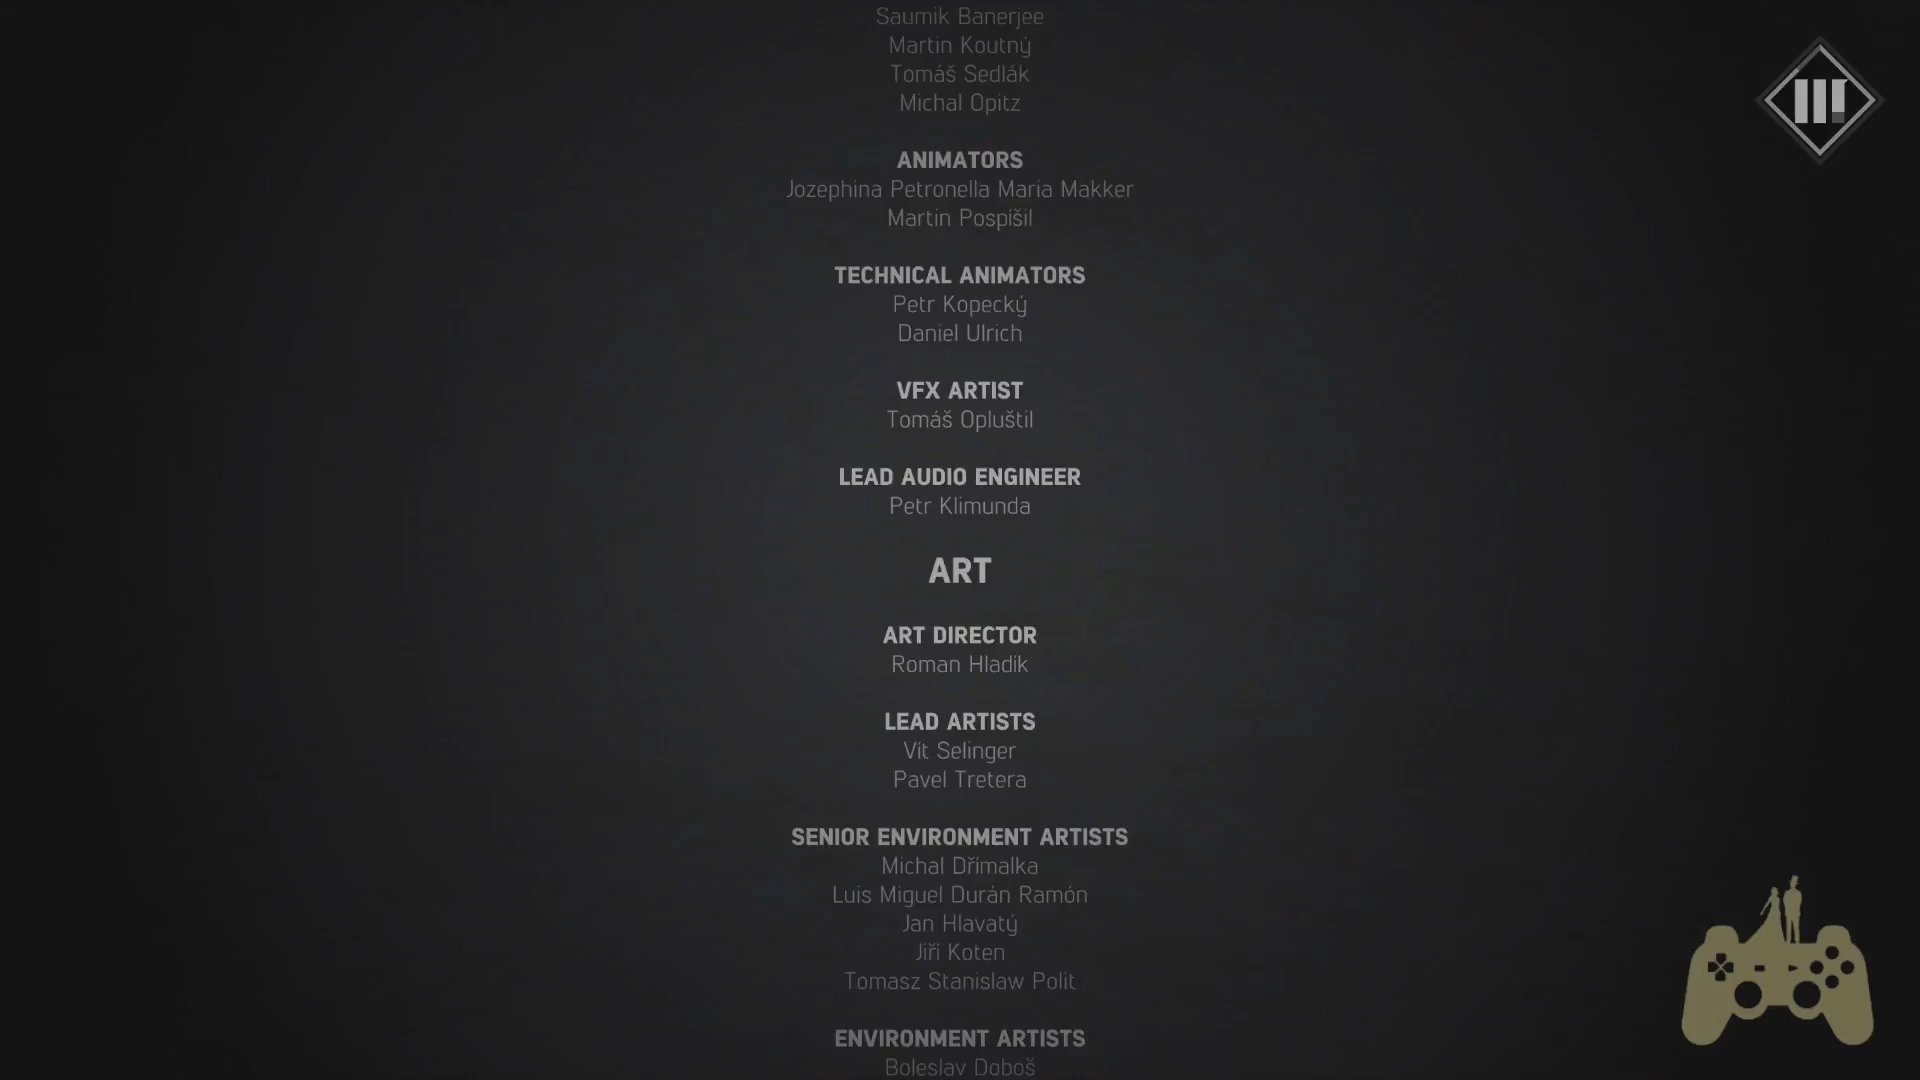 Saumik Banerjee
Martin Koutný
Tomáš Sedlák
Michal Opitz
ANIMATORS
Jozephina Petronella Maria Makker
Martin Pospíšil
TECHNICAL ANIMATORS
Petr Kopecký
Daniel Ulrich
VFX ARTIST
Tomáš Opluštil
LEAD AUDIO ENGINEER
Petr Klimunda
ART
ART DIRECTOR
Roman Hladík
LEAD ARTISTS
Vít Selinger
Pavel Tretera
SENIOR ENVIRONMENT ARTISTS
Michal Dřímalka
Luis Miguel Durán Ramón
Jan Hlavatý
Jiří Koten
Tomasz Stanislaw Polit
ENVIRONMENT ARTISTS
Boleslav Doboš